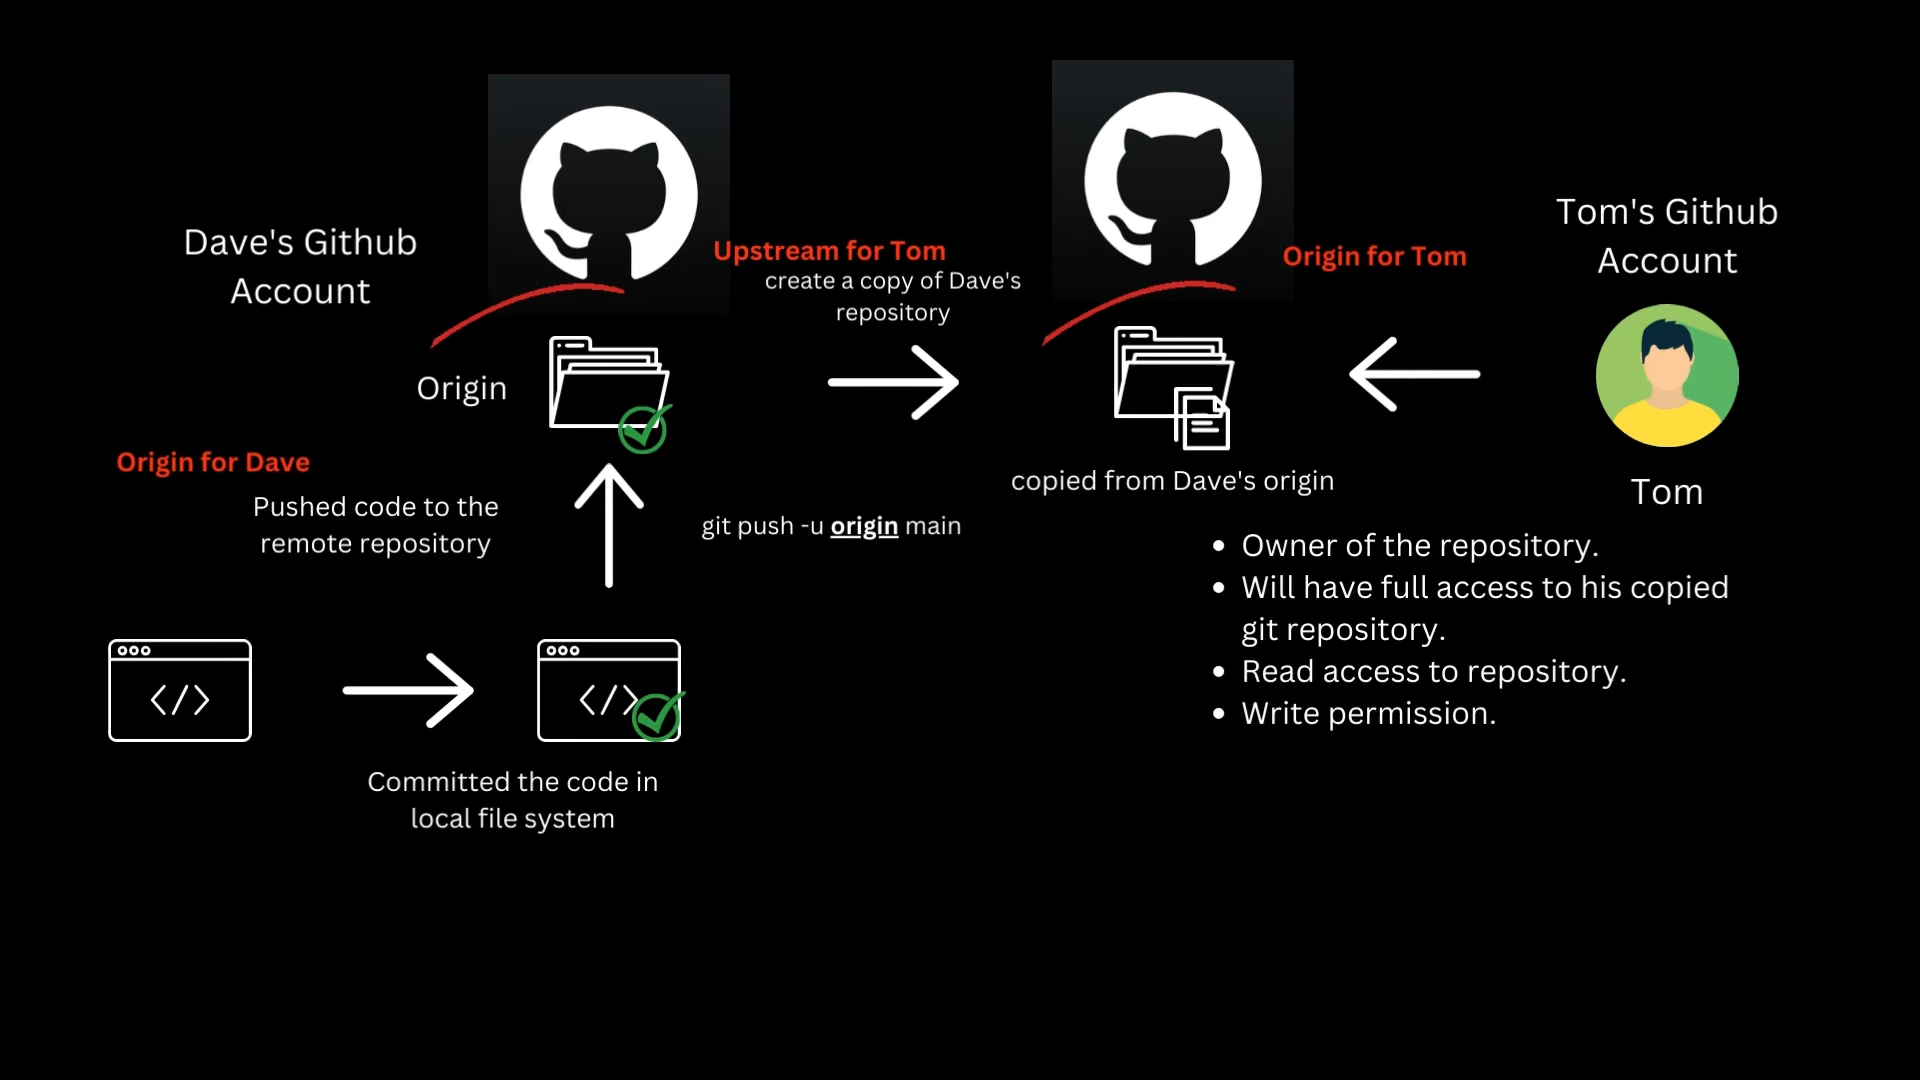 Dave's Github
Account
Upstream for Tom
create a copy of Dave's
repository
Origin for Tom
Tom's Github
Account
Origin
Origin for Dave
Pushed code to the
remote repository
git push -u origin main
copied from Dave's origin
Tom
• Owner of the repository.
• Will have full access to his copied
git repository.
• Read access to repository.
• Write permission.
</>
</>
Committed the code in
local file system